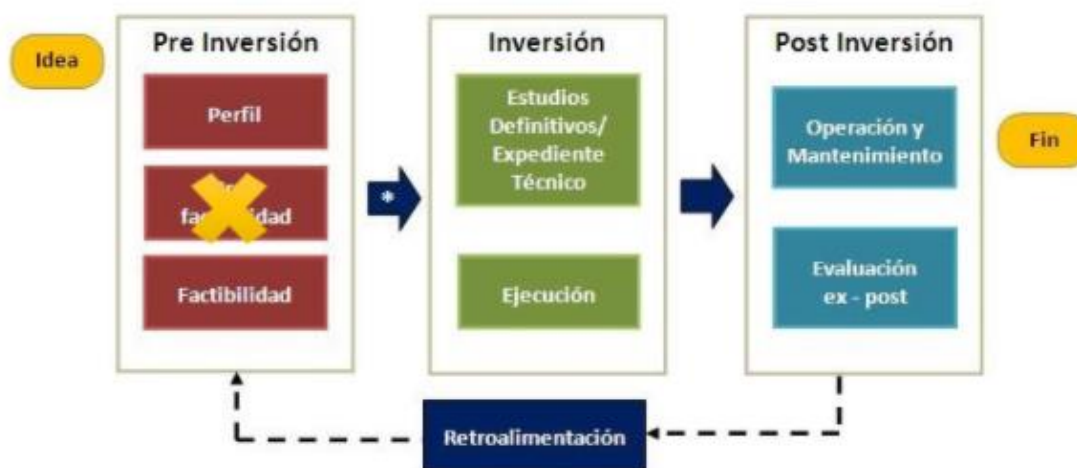 Idea
Pre Inversión
Perfil
Factibilidad
*
Inversión
Estudios
Definitivos/
Expediente
Técnico
Ejecución
Post Inversión
Operación y
Mantenimiento
Evaluación
ex - post
Fin
Retroalimentación